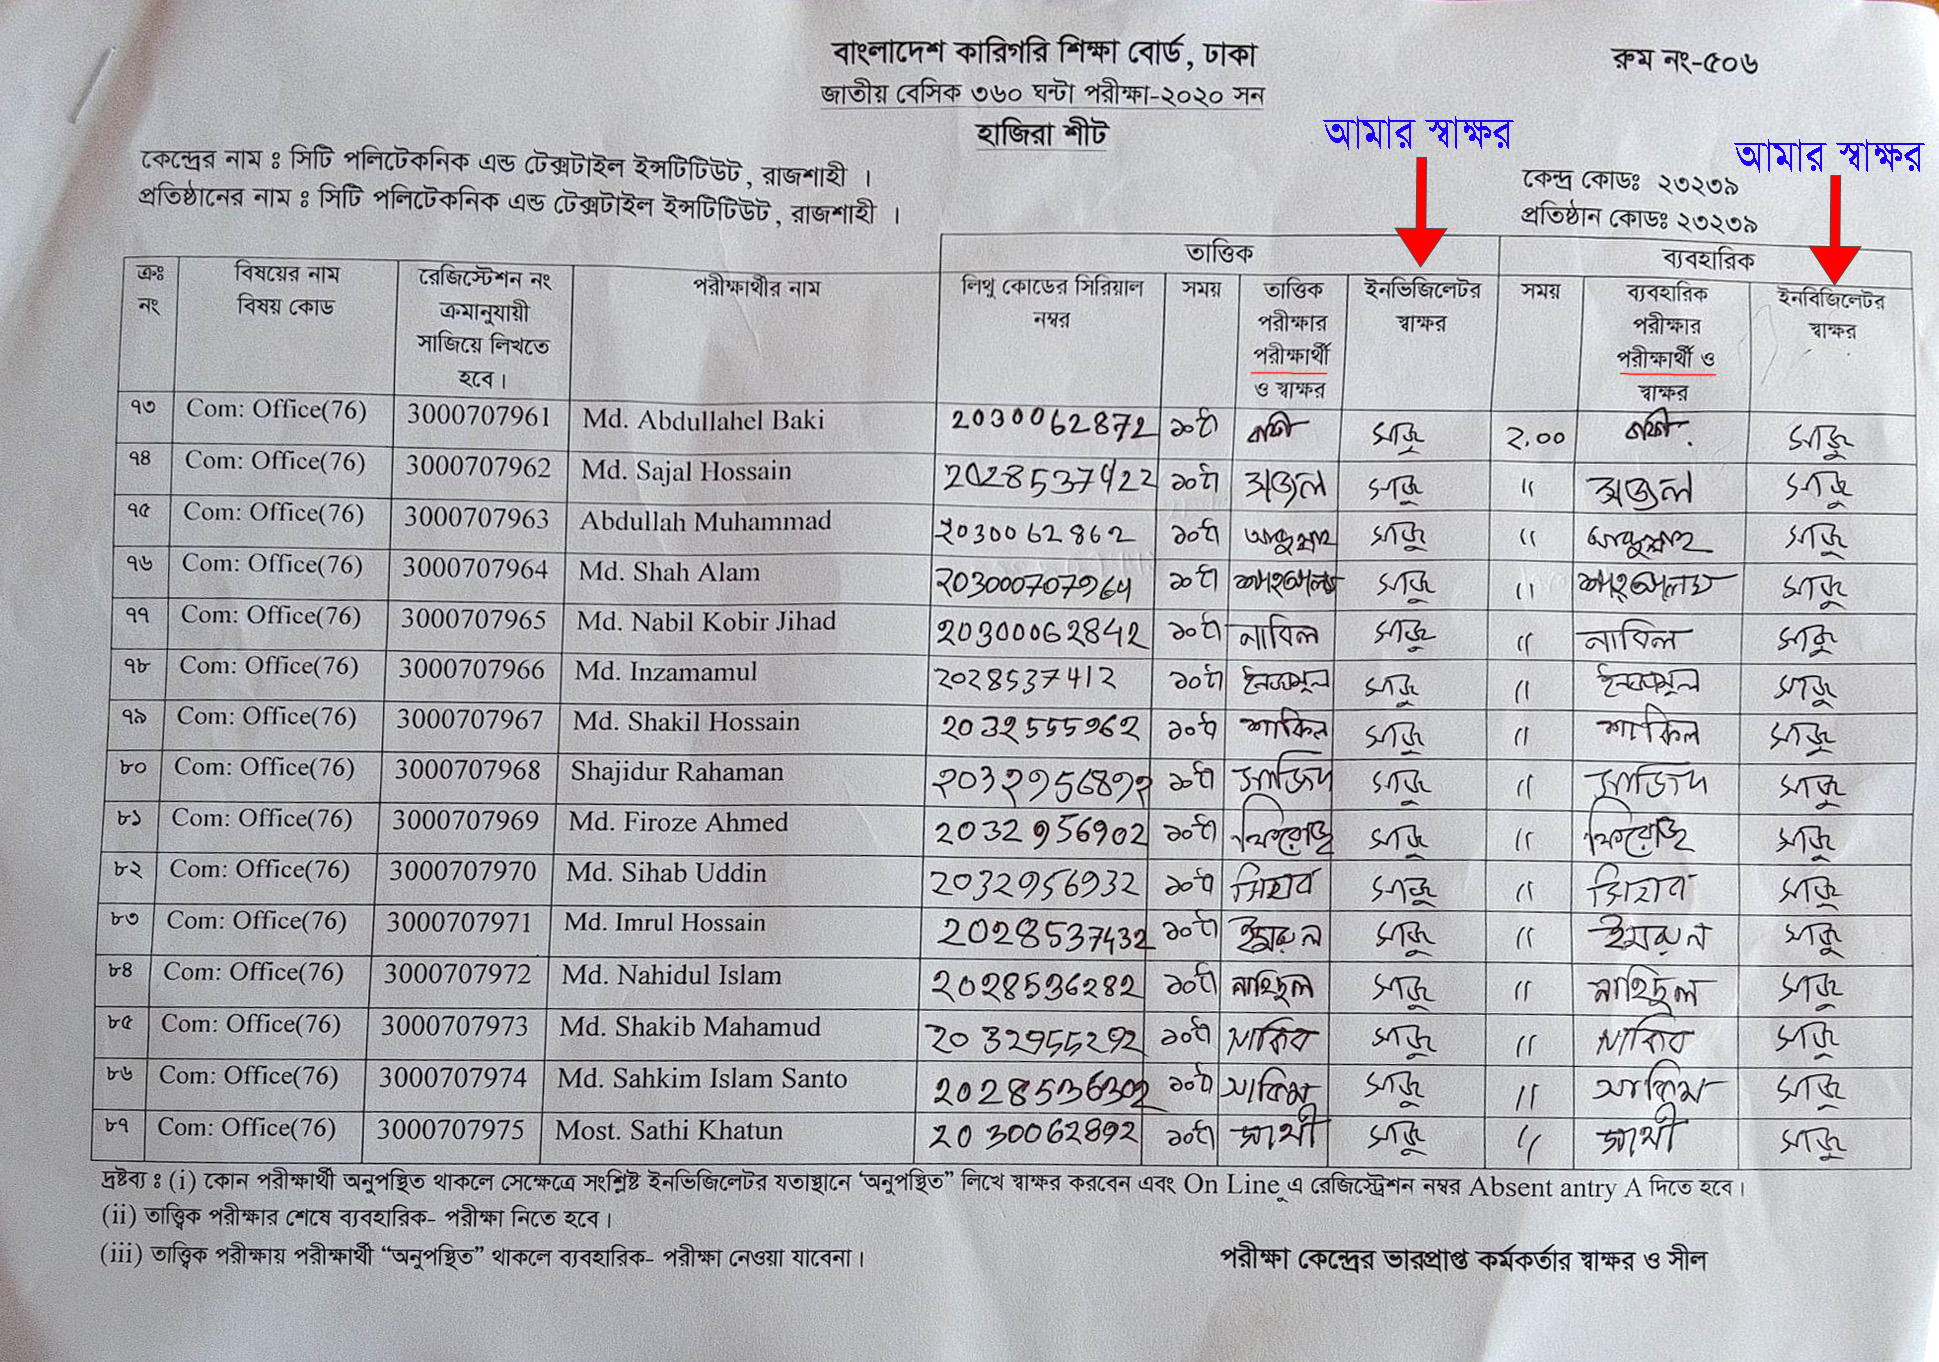 বাংলাদেশ কারিগরি শিক্ষা বোর্ড, ঢাকা
রুম নং-৫০৬
জাতীয় বেসিক ৩৬০ ঘন্টা পরীক্ষা-২০২০ সন
হাজিরা শীট
আমার স্বাক্ষর
আমার স্বাক্ষর
কেন্দ্রের নাম ঃ সিটি পলিটেকনিক এন্ড টেক্সটাইল ইন্সটিটিউট, রাজশাহী ।
কেন্দ্র কোডঃ ২৩২৩৯
প্রতিষ্ঠানের নাম ঃ সিটি পলিটেকনিক এন্ড টেক্সটাইল ইন্সটিটিউট, রাজশাহী ।
প্রতিষ্ঠান কোডঃ ২৩২৩৯
তাত্তিক ব্যবহারিক
ক্রঃ নং বিষয়ের নাম বিষয় কোড রেজিস্টেশন নং ক্রমানুযায়ী সাজিয়ে লিখতে হবে। পরীক্ষার্থীর নাম লিথু কোডের সিরিয়াল নম্বর সময় তাত্তিক পরীক্ষার পরীক্ষার্থী ও স্বাক্ষর ইনভিজিলেটর স্বাক্ষর সময় ব্যবহারিক পরীক্ষার পরীক্ষার্থী ও স্বাক্ষর ইনবিজিলেটর স্বাক্ষর
৭৩ Com: Office(76) 3000707961 Md. Abdullahel Baki 2030062872 ১০টা বাকী সাজু ২.০০ বাকী. সাজু
৭৪ Com: Office(76) 3000707962 Md. Sajal Hossain 2028537422 ১০টা সজল সাজু " সজল সাজু
৭৫ Com: Office(76) 3000707963 Abdullah Muhammad 2030062862 ১০টা আব্দুল্লাহ সাজু " আব্দুল্লাহ সাজু
৭৬ Com: Office(76) 3000707964 Md. Shah Alam 203000707964 ১০টা শাহআলম সাজু " শাহআলম সাজু
৭৭ Com: Office(76) 3000707965 Md. Nabil Kobir Jihad 20300062842 ১০টা নাবিল সাজু " নাবিল সাজু
৭৮ Com: Office(76) 3000707966 Md. Inzamamul 2028537412 ১০টা সাজু " সাজু
৭৯ Com: Office(76) 3000707967 Md. Shakil Hossain 2032555962 ১০টা শাকিল সাজু " শাকিল সাজু
৮০ Com: Office(76) 3000707968 Shajidur Rahaman ১০টা সাজিদ সাজু " সাজিদ সাজু
৮১ Com: Office(76) 3000707969 Md. Firoze Ahmed 2032956902 ১০টা ফিরোজ সাজু " ফিরোজ সাজু
৮২ Com: Office(76) 3000707970 Md. Sihab Uddin 2032956932 ১০টা সিহাব সাজু " সিহাব সাজু
৮৩ Com: Office(76) 3000707971 Md. Imrul Hossain 2028537432 ১০টা ইমরুল সাজু " ইমরুল সাজু
৮৪ Com: Office(76) 3000707972 Md. Nahidul Islam 2028536282 ১০টা নাহিদুল সাজু " নাহিদুল সাজু
৮৫ Com: Office(76) 3000707973 Md. Shakib Mahamud 2032955292 ১০টা সাকিব সাজু " সাকিব সাজু
৮৬ Com: Office(76) 3000707974 Md. Sahkim Islam Santo 2028536302 ১০টা সাকিম সাজু " সাকিম সাজু
৮৭ Com: Office(76) 3000707975 Most. Sathi Khatun 2030062892 ১০টা সাথী সাজু " সাথী সাজু
দ্রষ্টব্য ঃ (i) কোন পরীক্ষার্থী অনুপস্থিত থাকলে সেক্ষেত্রে সংশ্লিষ্ট ইনভিজিলেটর যতাস্থানে “অনুপস্থিত” লিখে স্বাক্ষর করবেন এবং On Line এ রেজিস্ট্রেশন নম্বর Absent antry A দিতে হবে।
(ii) তাত্ত্বিক পরীক্ষার শেষে ব্যবহারিক- পরীক্ষা নিতে হবে।
(iii) তাত্ত্বিক পরীক্ষায় পরীক্ষার্থী “অনুপস্থিত” থাকলে ব্যবহারিক- পরীক্ষা নেওয়া যাবেনা।
পরীক্ষা কেন্দ্রের ভারপ্রাপ্ত কর্মকর্তার স্বাক্ষর ও সীল